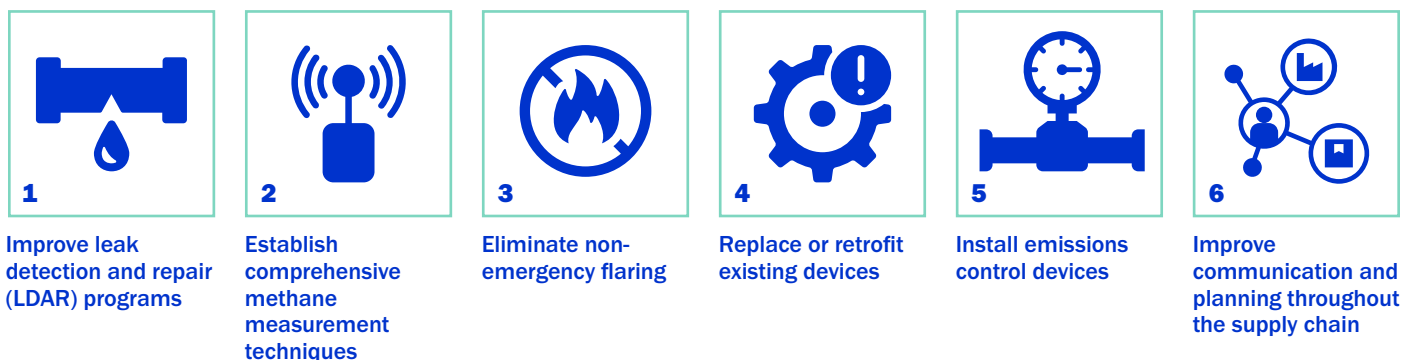 1
Improve leak
detection and repair
(LDAR) programs
2
Establish
comprehensive
methane
measurement
techniques
3
Eliminate non-
emergency flaring
4
Replace or retrofit
existing devices
5
Install emissions
control devices
6
Improve
communication and
planning throughout
the supply chain